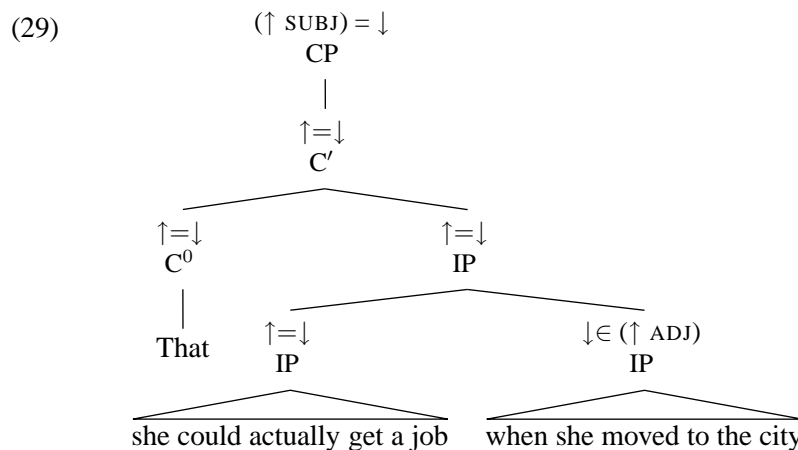 (29) (↑ SUBJ) = ↓
CP
↑=↓
C′
↑=↓ ↑=↓
C⁰ IP
That ↑=↓ ↓∈ (↑ ADJ)
IP IP
she could actually get a job when she moved to the city